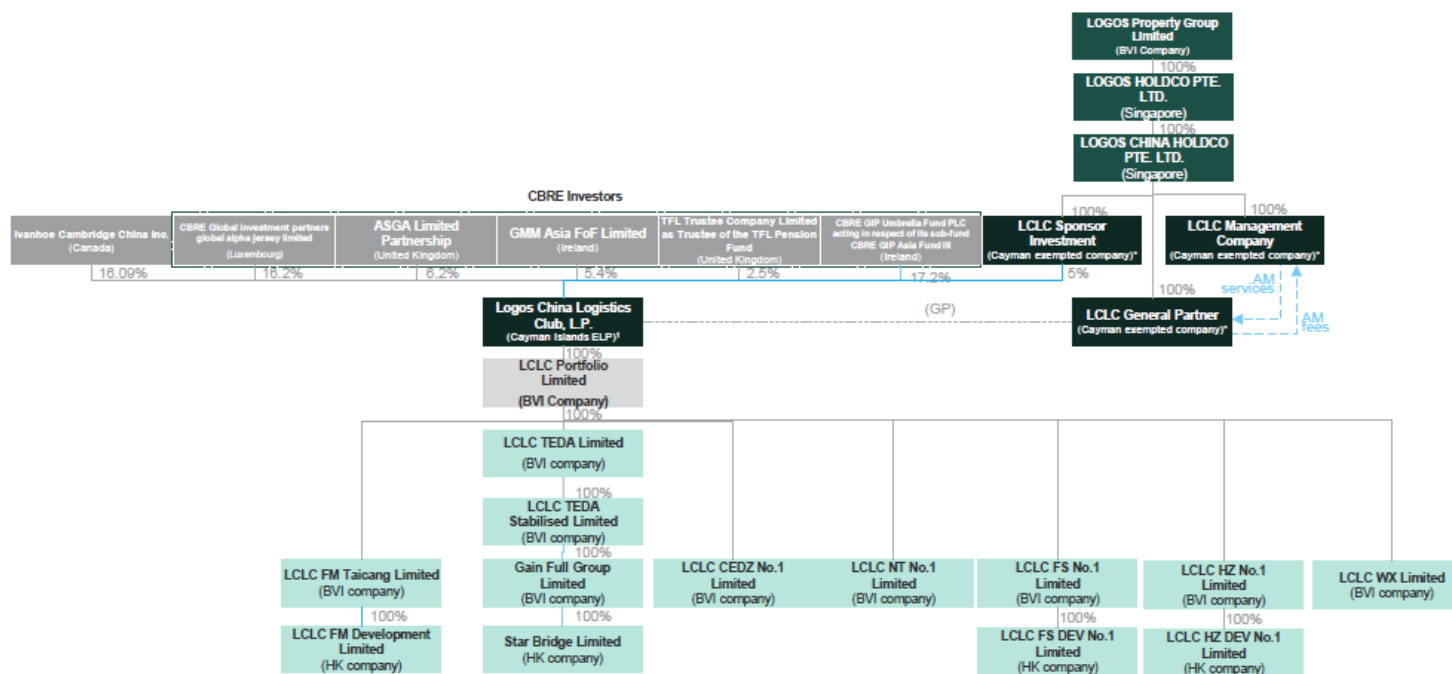 LOGOS Property Group
Limited
(BVI Company)
100%
LOGOS HOLDCO PTE.
LTD.
(Singapore)
100%
LOGOS CHINA HOLDCO
PTE. LTD.
(Singapore)
CBRE Investors
Ivanhoe Cambridge China Inc.
(Canada)
16.09%
CBRE Global investment partners
global alpha jersey limited
(Luxembourg)
16.2%
ASGA Limited
Partnership
(United Kingdom)
6.2%
GMM Asia FoF Limited
(Ireland)
5.4%
TFL Trustee Company Limited
as Trustee of the TFL Pension
Fund
(United Kingdom)
2.5%
CBRE GIP Umbrella Fund PLC
acting in respect of its sub-fund
CBRE GIP Asia Fund III
(Ireland)
17.2%
100%
LCLC Sponsor
Investment
(Cayman exempted company)*
5%
100%
LCLC Management
Company
(Cayman exempted company)*
AM
services
AM
fees
100%
LCLC General Partner
(Cayman exempted company)*
(GP)
Logos China Logistics
Club, L.P.
(Cayman Islands ELP)¹
100%
LCLC Portfolio
Limited
(BVI Company)
100%
LCLC TEDA Limited
(BVI company)
100%
LCLC TEDA
Stabilised Limited
(BVI company)
100%
LCLC FM Taicang Limited
(BVI company)
100%
LCLC FM Development
Limited
(HK company)
Gain Full Group
Limited
(BVI company)
100%
Star Bridge Limited
(HK company)
LCLC CEDZ No.1
Limited
(BVI company)
LCLC NT No.1
Limited
(BVI company)
LCLC FS No.1
Limited
(BVI company)
100%
LCLC FS DEV No.1
Limited
(HK company)
LCLC HZ No.1
Limited
(BVI company)
100%
LCLC HZ DEV No.1
Limited
(HK company)
LCLC WX Limited
(BVI company)